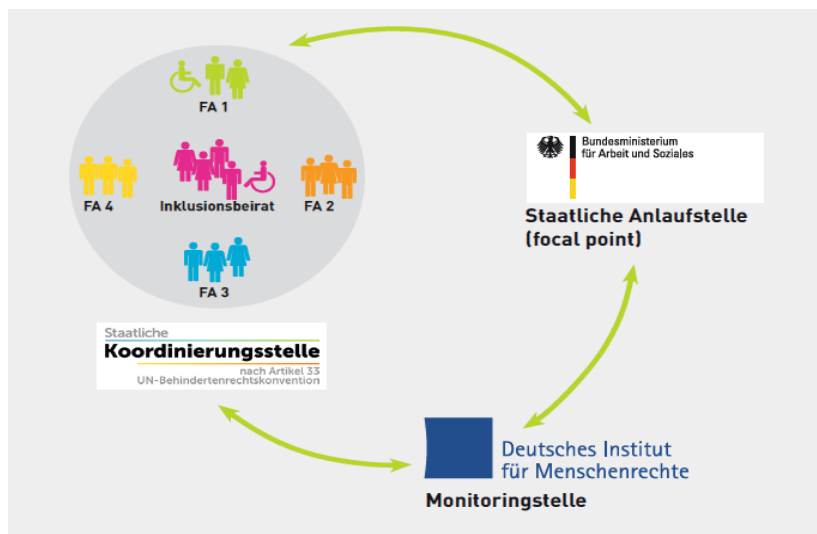 FA 1
FA 4
Inklusionsbeirat
FA 2
FA 3
Staatliche
Koordinierungsstelle
nach Artikel 33
UN-Behindertenrechtskonvention
Bundesministerium
für Arbeit und Soziales
Staatliche Anlaufstelle
(focal point)
Deutsches Institut
für Menschenrechte
Monitoringstelle